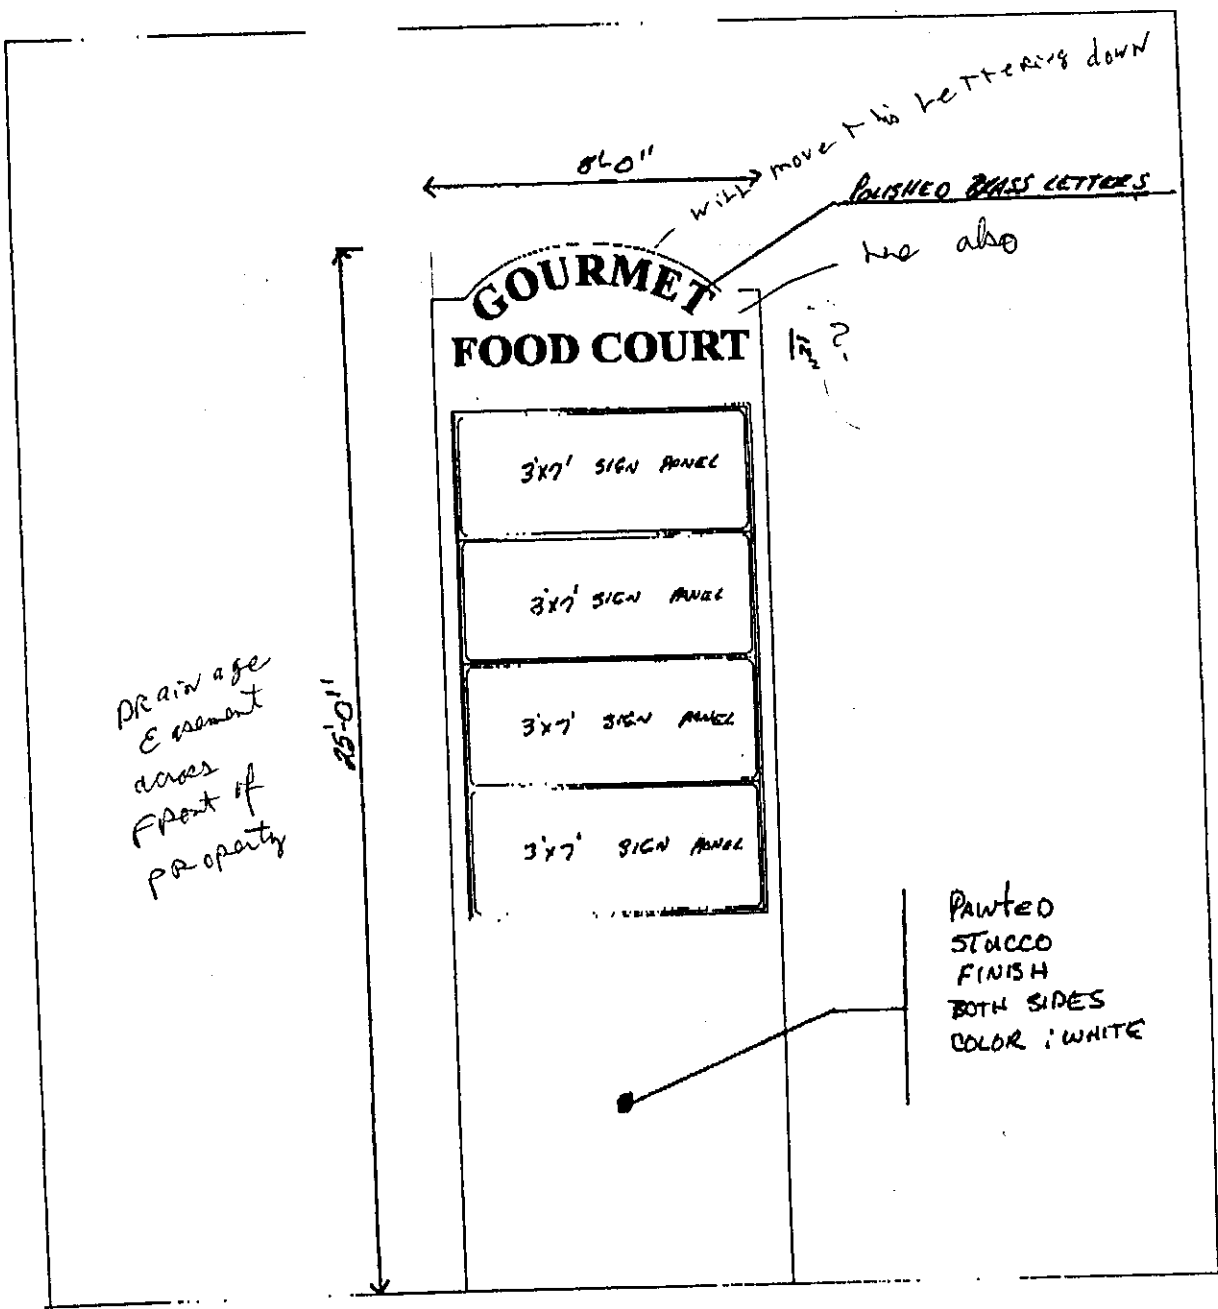 will move this Lettering down
8'-0"
POLISHED BRASS LETTERS
here also
GOURMET
FOOD COURT
3'x7' SIGN PANEL
3'x7' SIGN PANEL
3'x7' SIGN PANEL
3'x7' SIGN PANEL
25'-0"
DRainage
Easement
across
FRont of
pRoperty
PAINTED
STUCCO
FINISH
BOTH SIDES
COLOR : WHITE